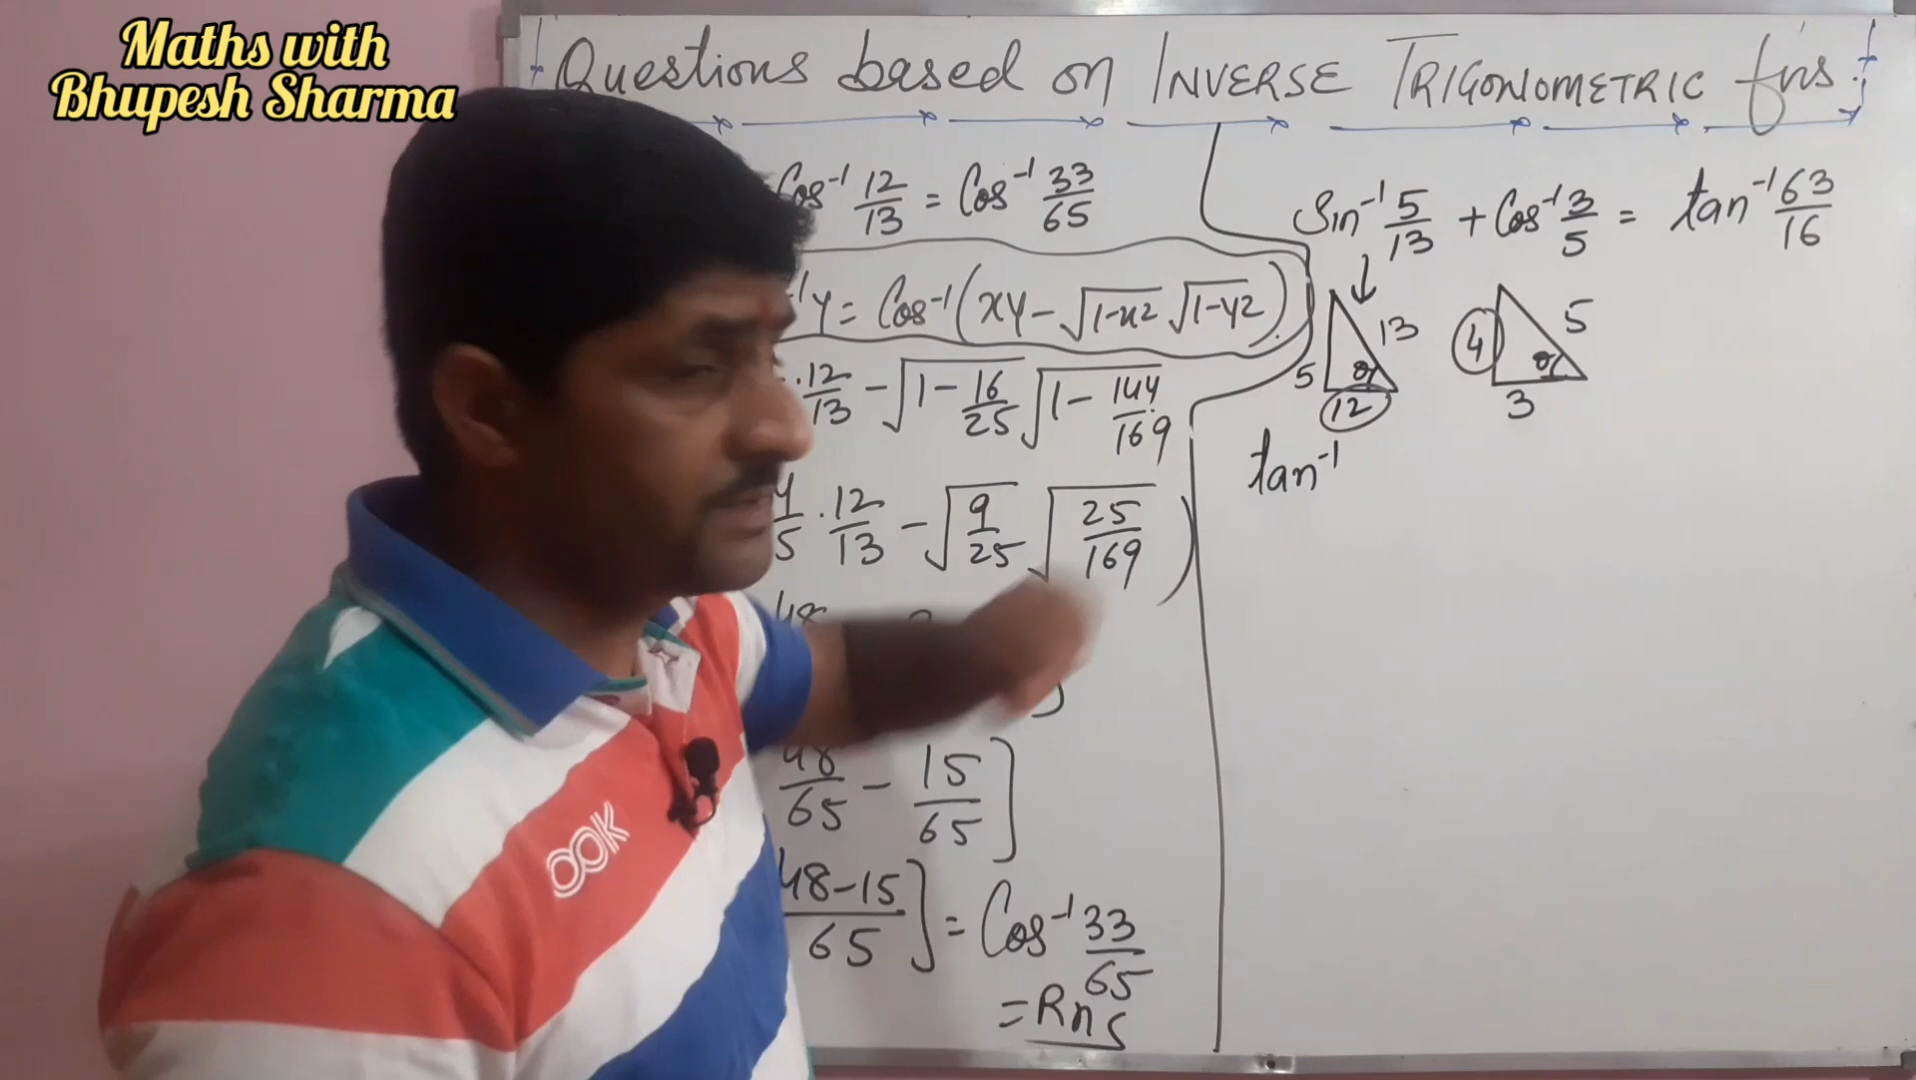 Maths with
Bhupesh Sharma
Questions based on INVERSE TRIGONOMETRIC fns.
Cos⁻¹ 12/13 = Cos⁻¹ 33/65
⁻¹y = Cos⁻¹(xy - √1-x² √1-y²)
. 12/13 - √1 - 16/25 √1 - 144/169
4/5 . 12/13 - √9/25 √25/169 )
48
]
48/65 - 15/65 ]
48-15/65 ] = Cos⁻¹ 33/65
= RHS
Sin⁻¹ 5/13 + Cos⁻¹ 3/5 = tan⁻¹ 63/16
13
5
12
5
4
3
tan⁻¹
OOK